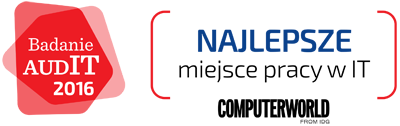 Badanie
AUDIT
2016
NAJLEPSZE
miejsce pracy w IT
COMPUTERWORLD
FROM IDG